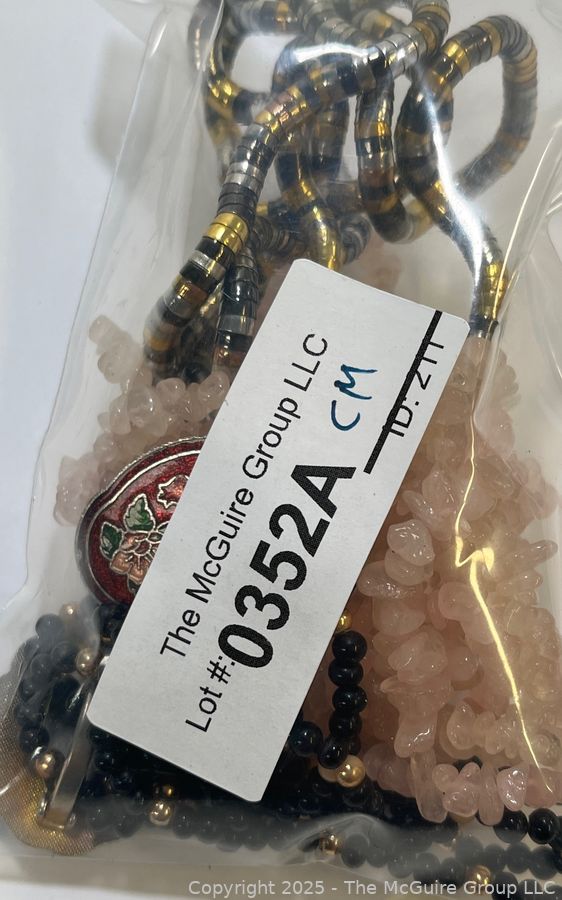 The McGuire Group LLC
Lot #: 0352A
CM
ID: 211
Copyright 2025 - The McGuire Group LLC